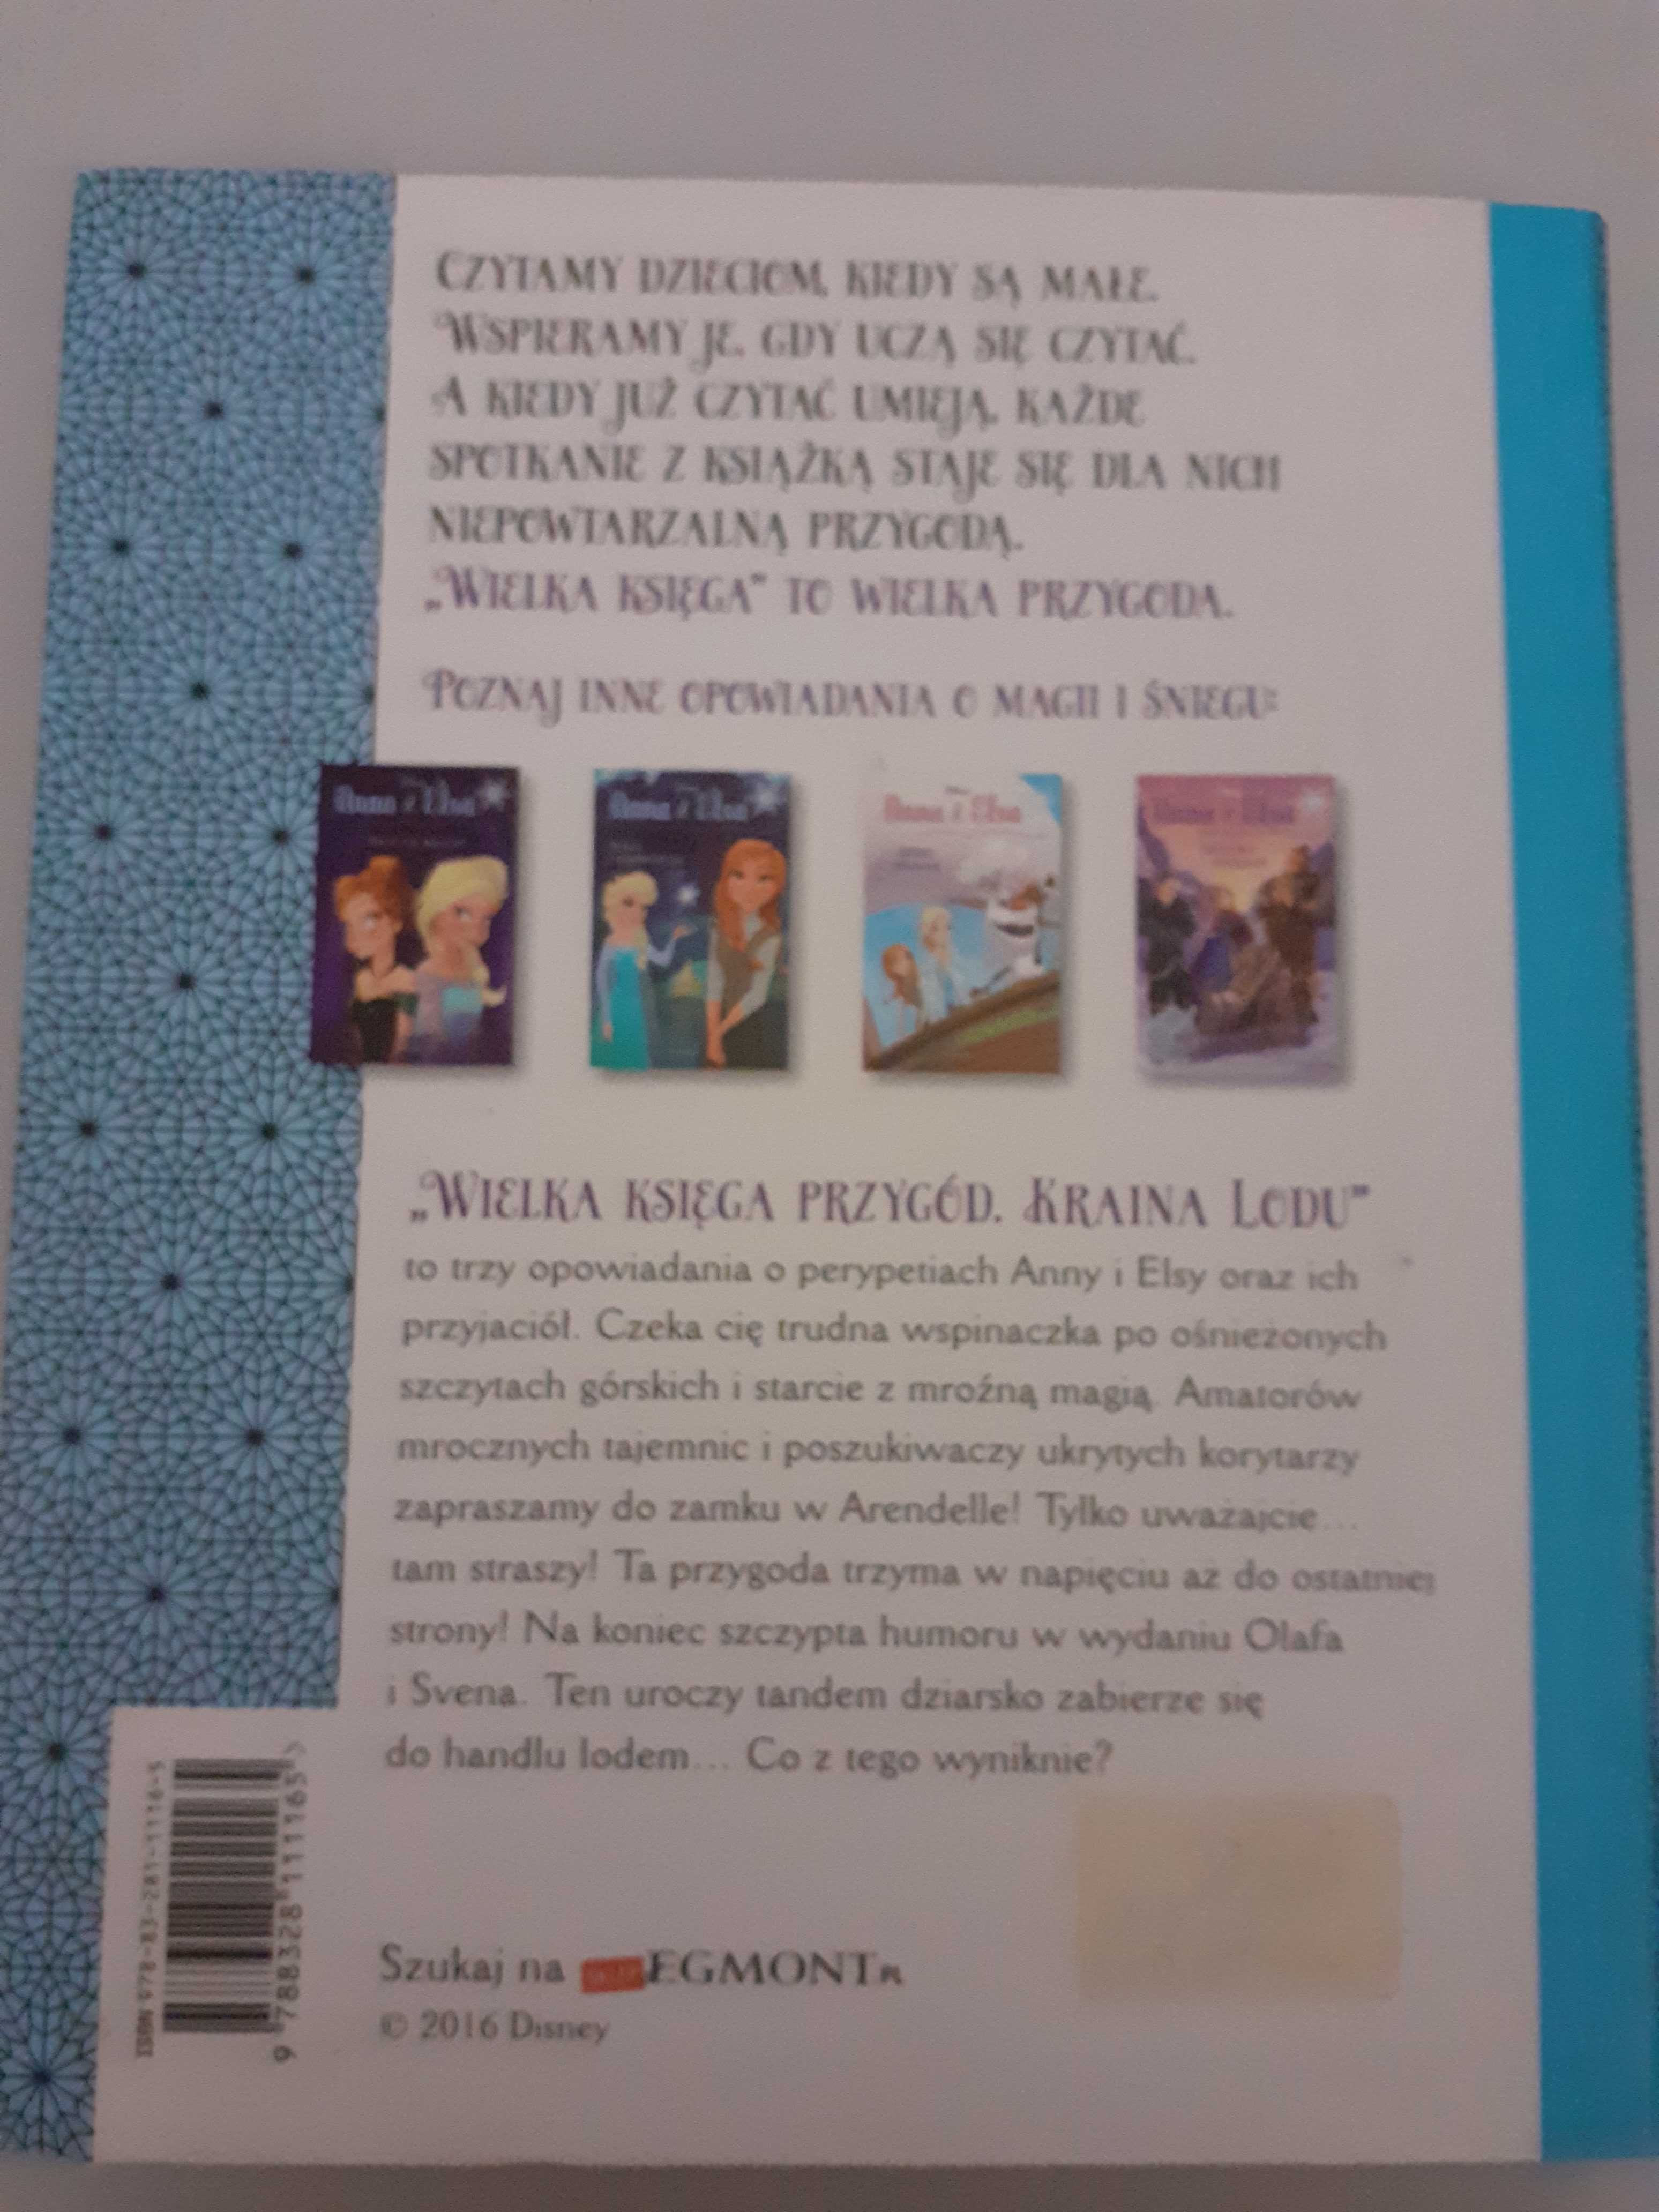 CZYTAMY DZIECIOM, KIEDY SĄ MAŁE.
WSPIERAMY JE, GDY UCZĄ SIĘ CZYTAĆ.
A KIEDY JUŻ CZYTAĆ UMIEJĄ, KAŻDE
SPOTKANIE Z KSIĄŻKĄ STAJE SIĘ DLA NICH
NIEPOWTARZALNĄ PRZYGODĄ.
„WIELKA KSIĘGA” TO WIELKA PRZYGODA.
POZNAJ INNE OPOWIADANIA O MAGII I ŚNIEGU:
Anna i Elsa
Anna i Elsa
Anna i Elsa
Anna i Elsa
„WIELKA KSIĘGA PRZYGÓD. KRAINA LODU”
to trzy opowiadania o perypetiach Anny i Elsy oraz ich
przyjaciół. Czeka cię trudna wspinaczka po ośnieżonych
szczytach górskich i starcie z mroźną magią. Amatorów
mrocznych tajemnic i poszukiwaczy ukrytych korytarzy
zapraszamy do zamku w Arendelle! Tylko uważajcie...
tam straszy! Ta przygoda trzyma w napięciu aż do ostatniej
strony! Na koniec szczypta humoru w wydaniu Olafa
i Svena. Ten uroczy tandem dziarsko zabierze się
do handlu lodem... Co z tego wyniknie?
ISBN 978-83-281-1116-5
9 788328 111165
Szukaj na EGMONT.PL
© 2016 Disney